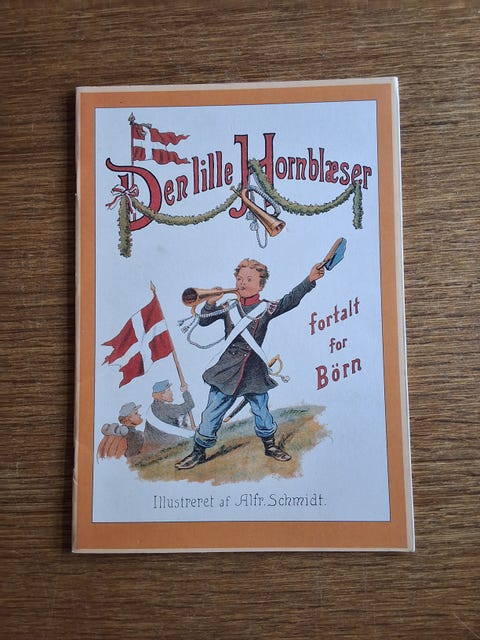 Den lille Hornblæser
fortalt
for
Börn
Illustreret af Alfr. Schmidt.